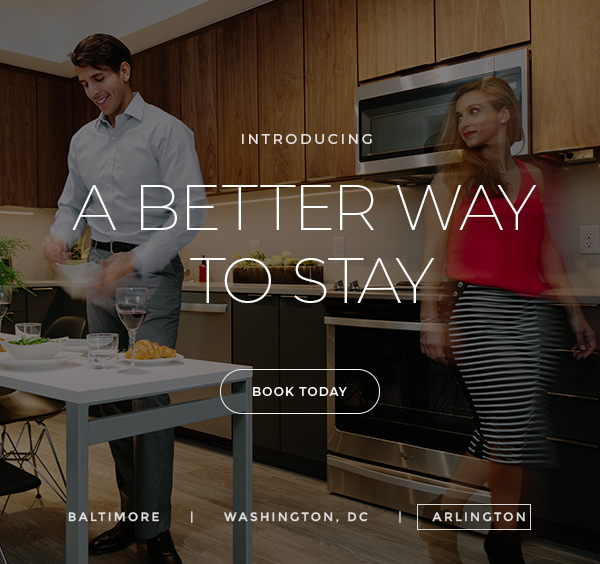 INTRODUCING
A BETTER WAY
TO STAY
BOOK TODAY
BALTIMORE | WASHINGTON, DC | ARLINGTON